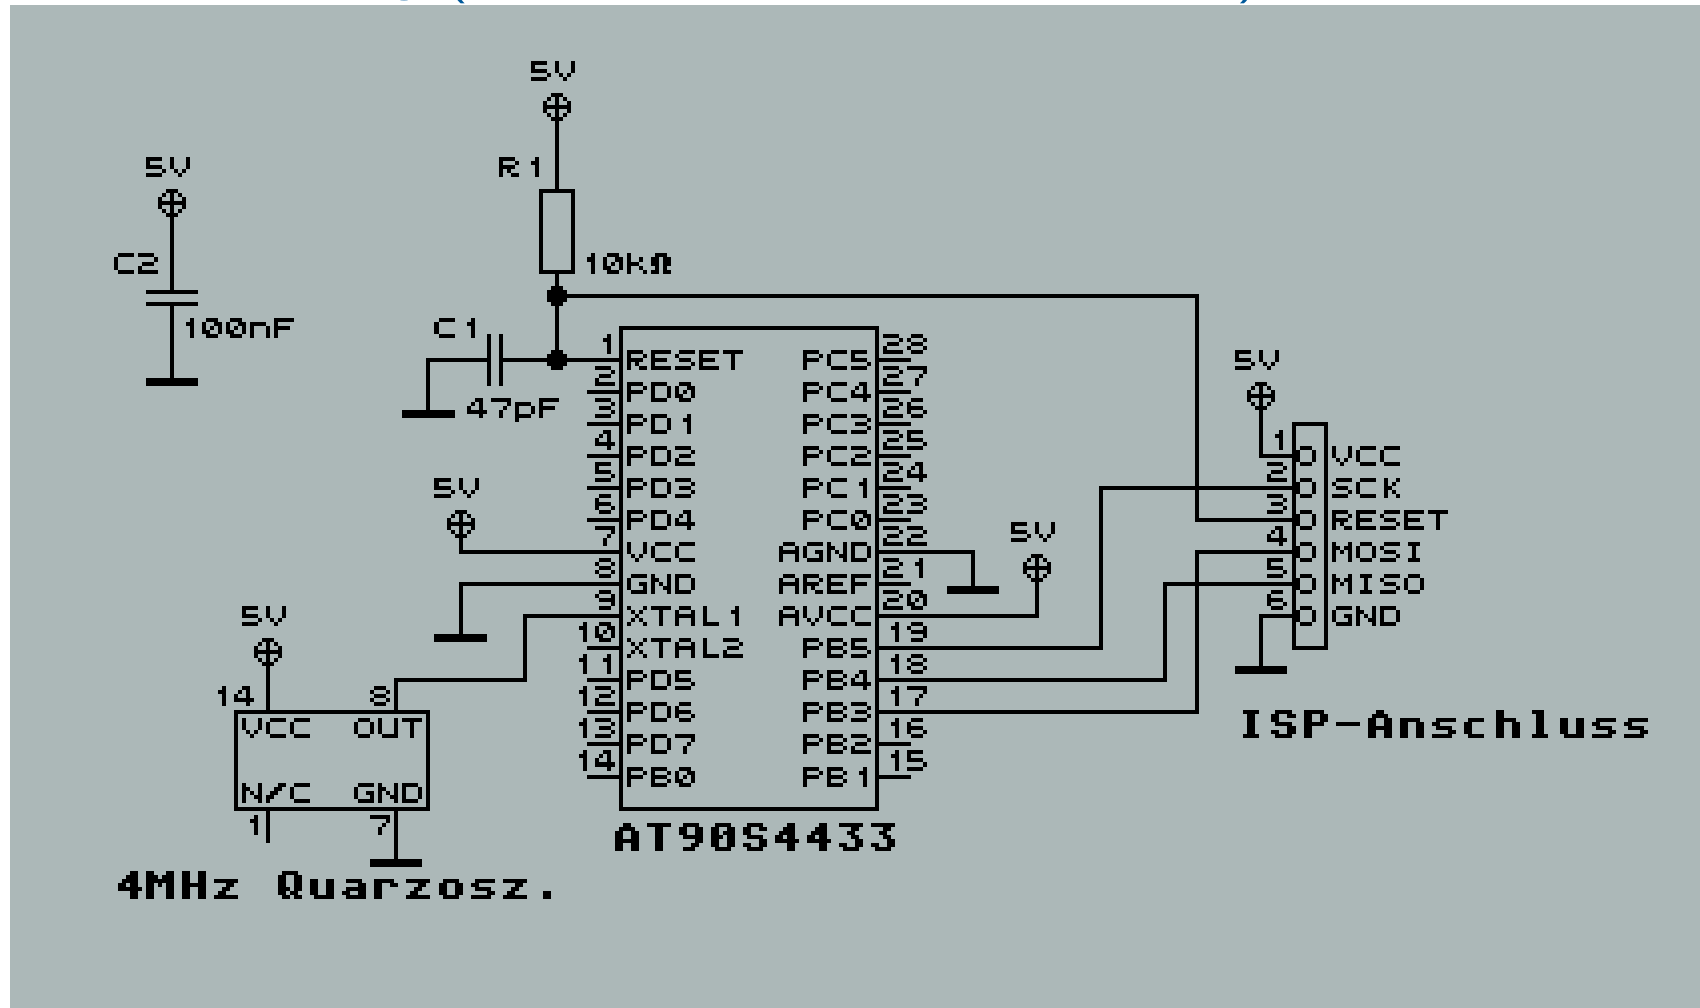 5V
R1
10kΩ
5V
C2
100nF
C1
47pF
1 RESET
2 PD0
3 PD1
4 PD2
5 PD3
6 PD4
7 VCC
8 GND
9 XTAL1
10 XTAL2
11 PD5
12 PD6
13 PD7
14 PB0
PC5 28
PC4 27
PC3 26
PC2 25
PC1 24
PC0 23
AGND 22
AREF 21
AVCC 20
PB5 19
PB4 18
PB3 17
PB2 16
PB1 15
AT90S4433
5V
5V
5V
1 VCC
2 SCK
3 RESET
4 MOSI
5 MISO
6 GND
ISP-Anschluss
5V
14 8
VCC OUT
N/C GND
1 7
4MHz Quarzosz.